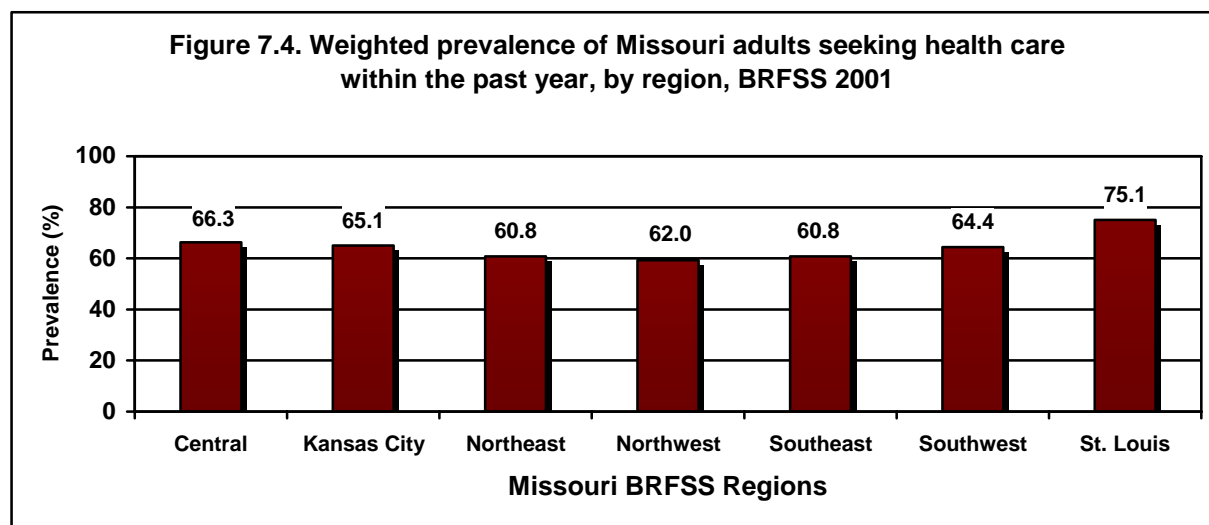 Figure 7.4. Weighted prevalence of Missouri adults seeking health care
within the past year, by region, BRFSS 2001
100
80
60
40
20
0
Prevalence (%)
66.3
65.1
60.8
62.0
60.8
64.4
75.1
Central
Kansas City
Northeast
Northwest
Southeast
Southwest
St. Louis
Missouri BRFSS Regions